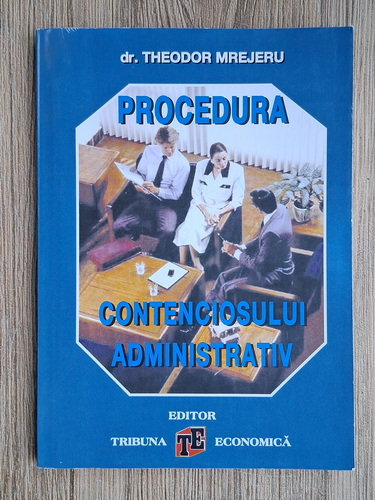 dr. THEODOR MREJERU
PROCEDURA
CONTENCIOSULUI
ADMINISTRATIV
EDITOR
TRIBUNA TE ECONOMICĂ